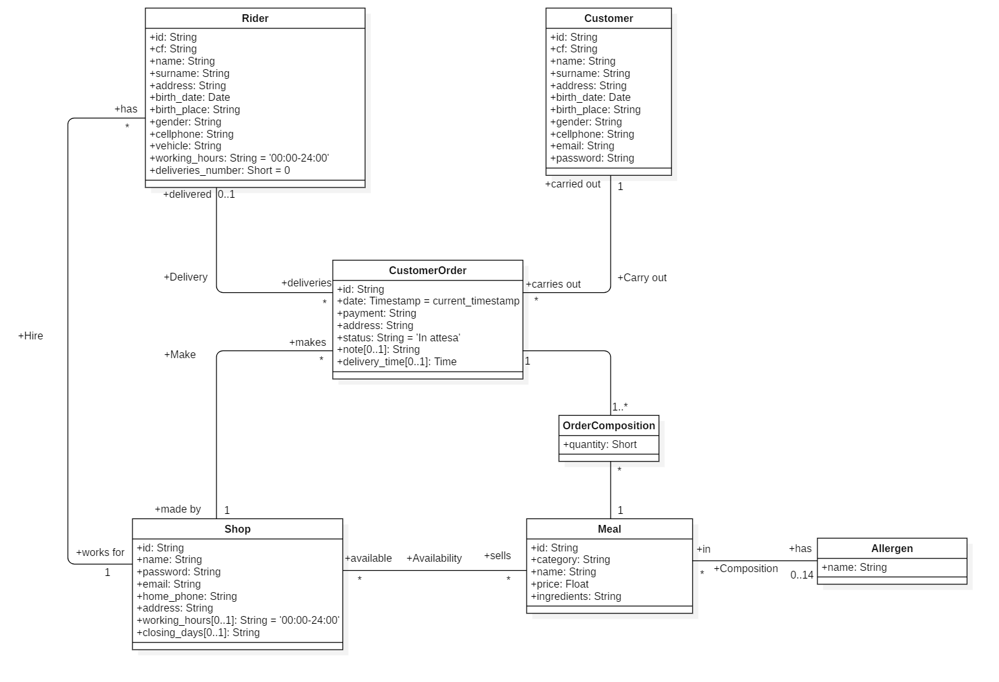 Rider
+id: String
+cf: String
+name: String
+surname: String
+address: String
+birth_date: Date
+birth_place: String
+gender: String
+cellphone: String
+vehicle: String
+working_hours: String = '00:00-24:00'
+deliveries_number: Short = 0
Customer
+id: String
+cf: String
+name: String
+surname: String
+address: String
+birth_date: Date
+birth_place: String
+gender: String
+cellphone: String
+email: String
+password: String
+has
*
+delivered
0..1
+carried out
1
+Delivery
+deliveries
*
+carries out
*
+Carry out
CustomerOrder
+id: String
+date: Timestamp = current_timestamp
+payment: String
+address: String
+status: String = 'In attesa'
+note[0..1]: String
+delivery_time[0..1]: Time
+Hire
+Make
+makes
*
1
1..*
OrderComposition
+quantity: Short
*
1
+made by
1
Shop
+id: String
+name: String
+password: String
+email: String
+home_phone: String
+address: String
+working_hours[0..1]: String = '00:00-24:00'
+closing_days[0..1]: String
+works for
1
+available
*
+Availability
+sells
*
Meal
+id: String
+category: String
+name: String
+price: Float
+ingredients: String
+in
*
+Composition
+has
0..14
Allergen
+name: String